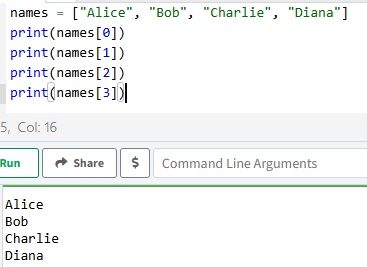 names = ["Alice", "Bob", "Charlie", "Diana"]
print(names[0])
print(names[1])
print(names[2])
print(names[3])
5, Col: 16
Run Share $ Command Line Arguments
Alice
Bob
Charlie
Diana